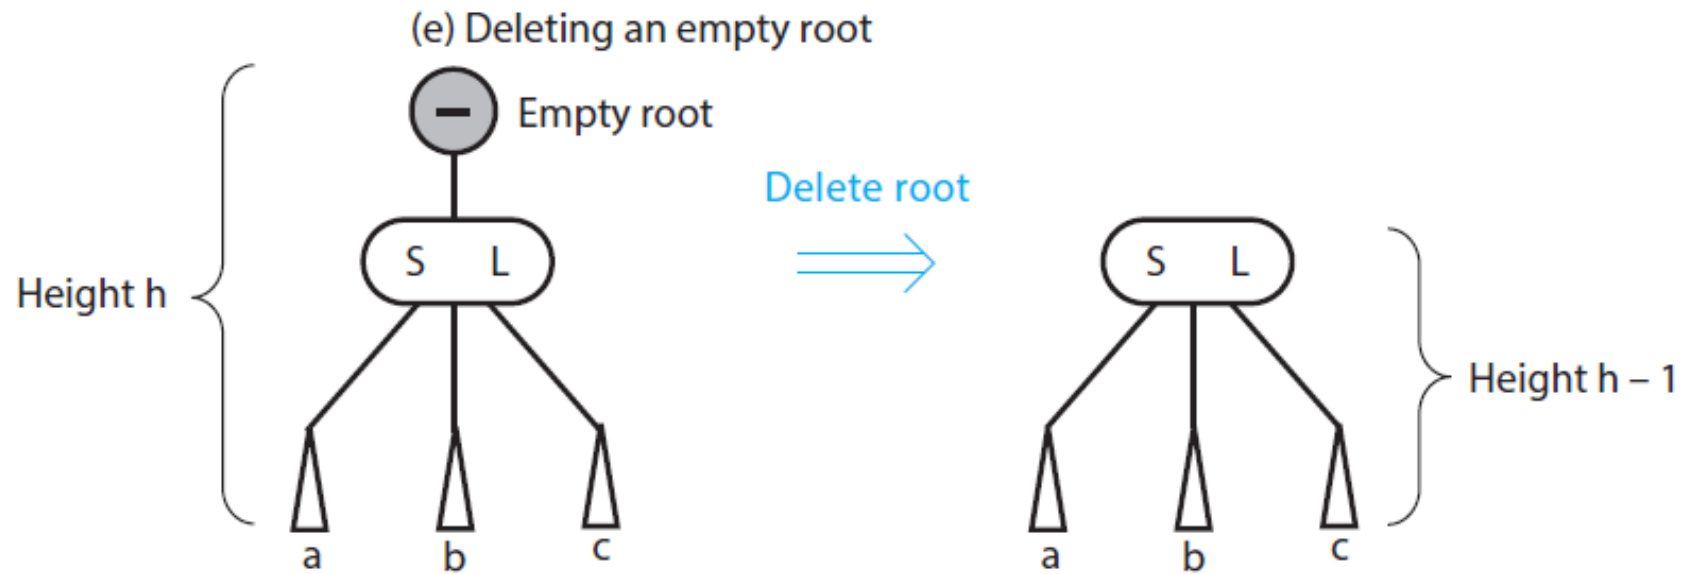 (e) Deleting an empty root
–
Empty root
Delete root
S L
S L
Height h
Height h – 1
a b c
a b c